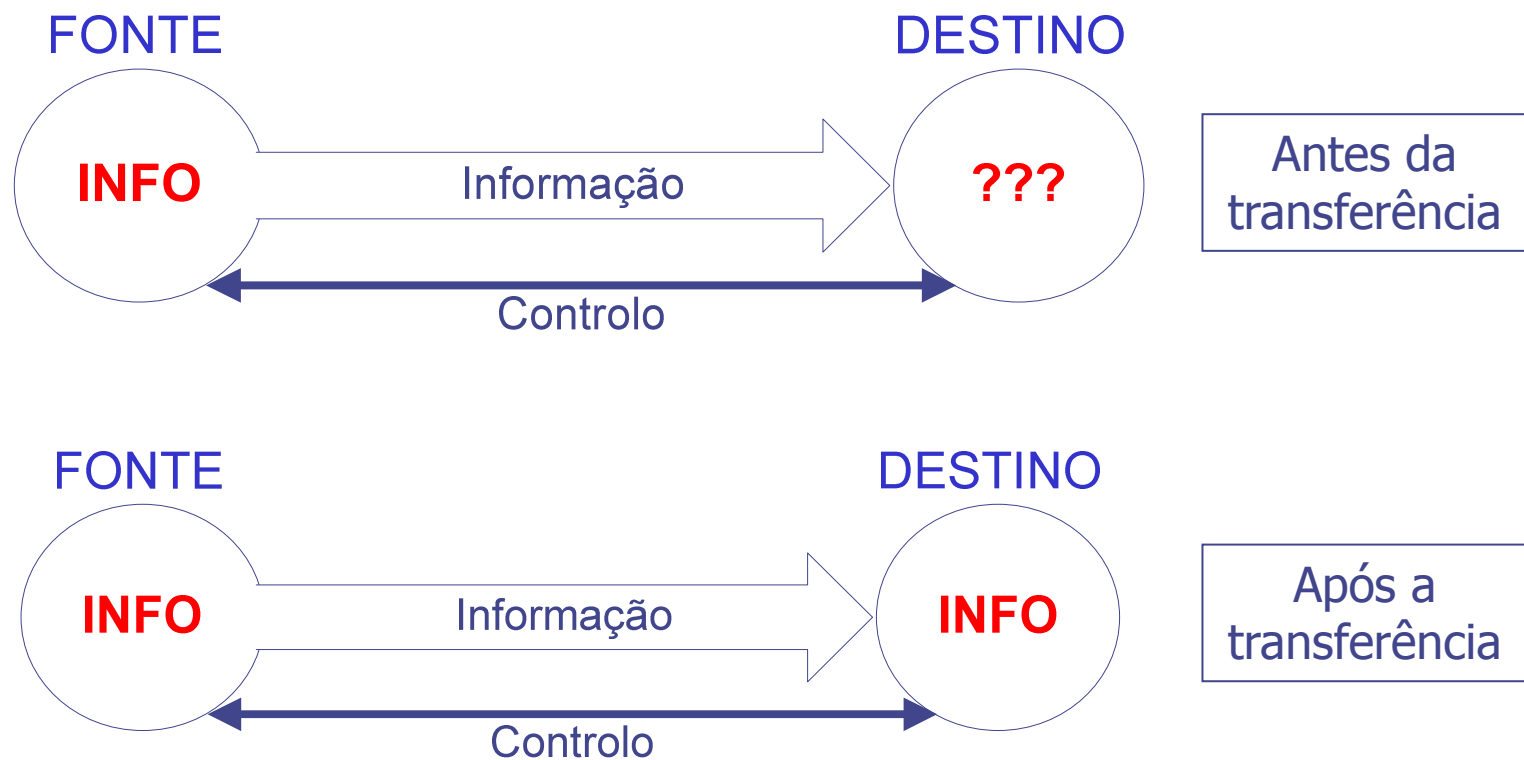 FONTE
DESTINO
INFO
Informação
???
Antes da
transferência
Controlo
FONTE
DESTINO
INFO
Informação
INFO
Após a
transferência
Controlo